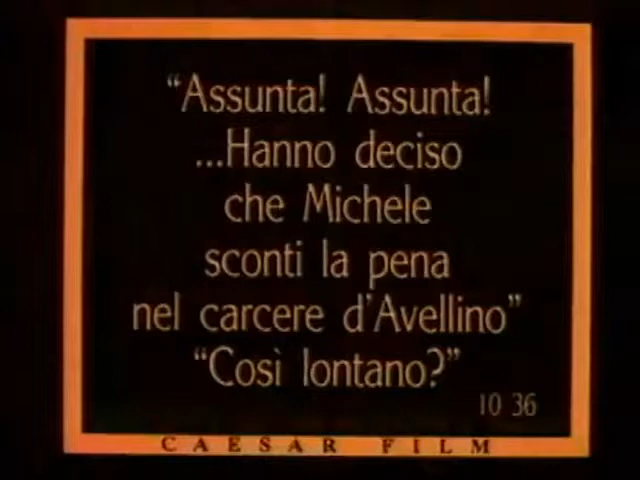 “Assunta! Assunta!
...Hanno deciso
che Michele
sconti la pena
nel carcere d'Avellino”
“Così lontano?”
10 36
CAESAR FILM